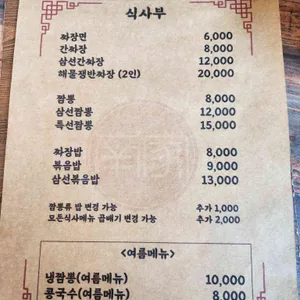 식사부
짜장면 6,000
간짜장 8,000
삼선간짜장 12,000
해물쟁반짜장 (2인) 20,000
짬뽕 8,000
삼선짬뽕 12,000
특선짬뽕 15,000
짜장밥 8,000
볶음밥 9,000
삼선볶음밥 13,000
짬뽕류 밥 변경 가능 추가 1,000
모든식사메뉴 곱빼기 변경 가능 추가 2,000
<여름메뉴>
냉짬뽕(여름메뉴) 10,000
콩국수(여름메뉴) 8,000